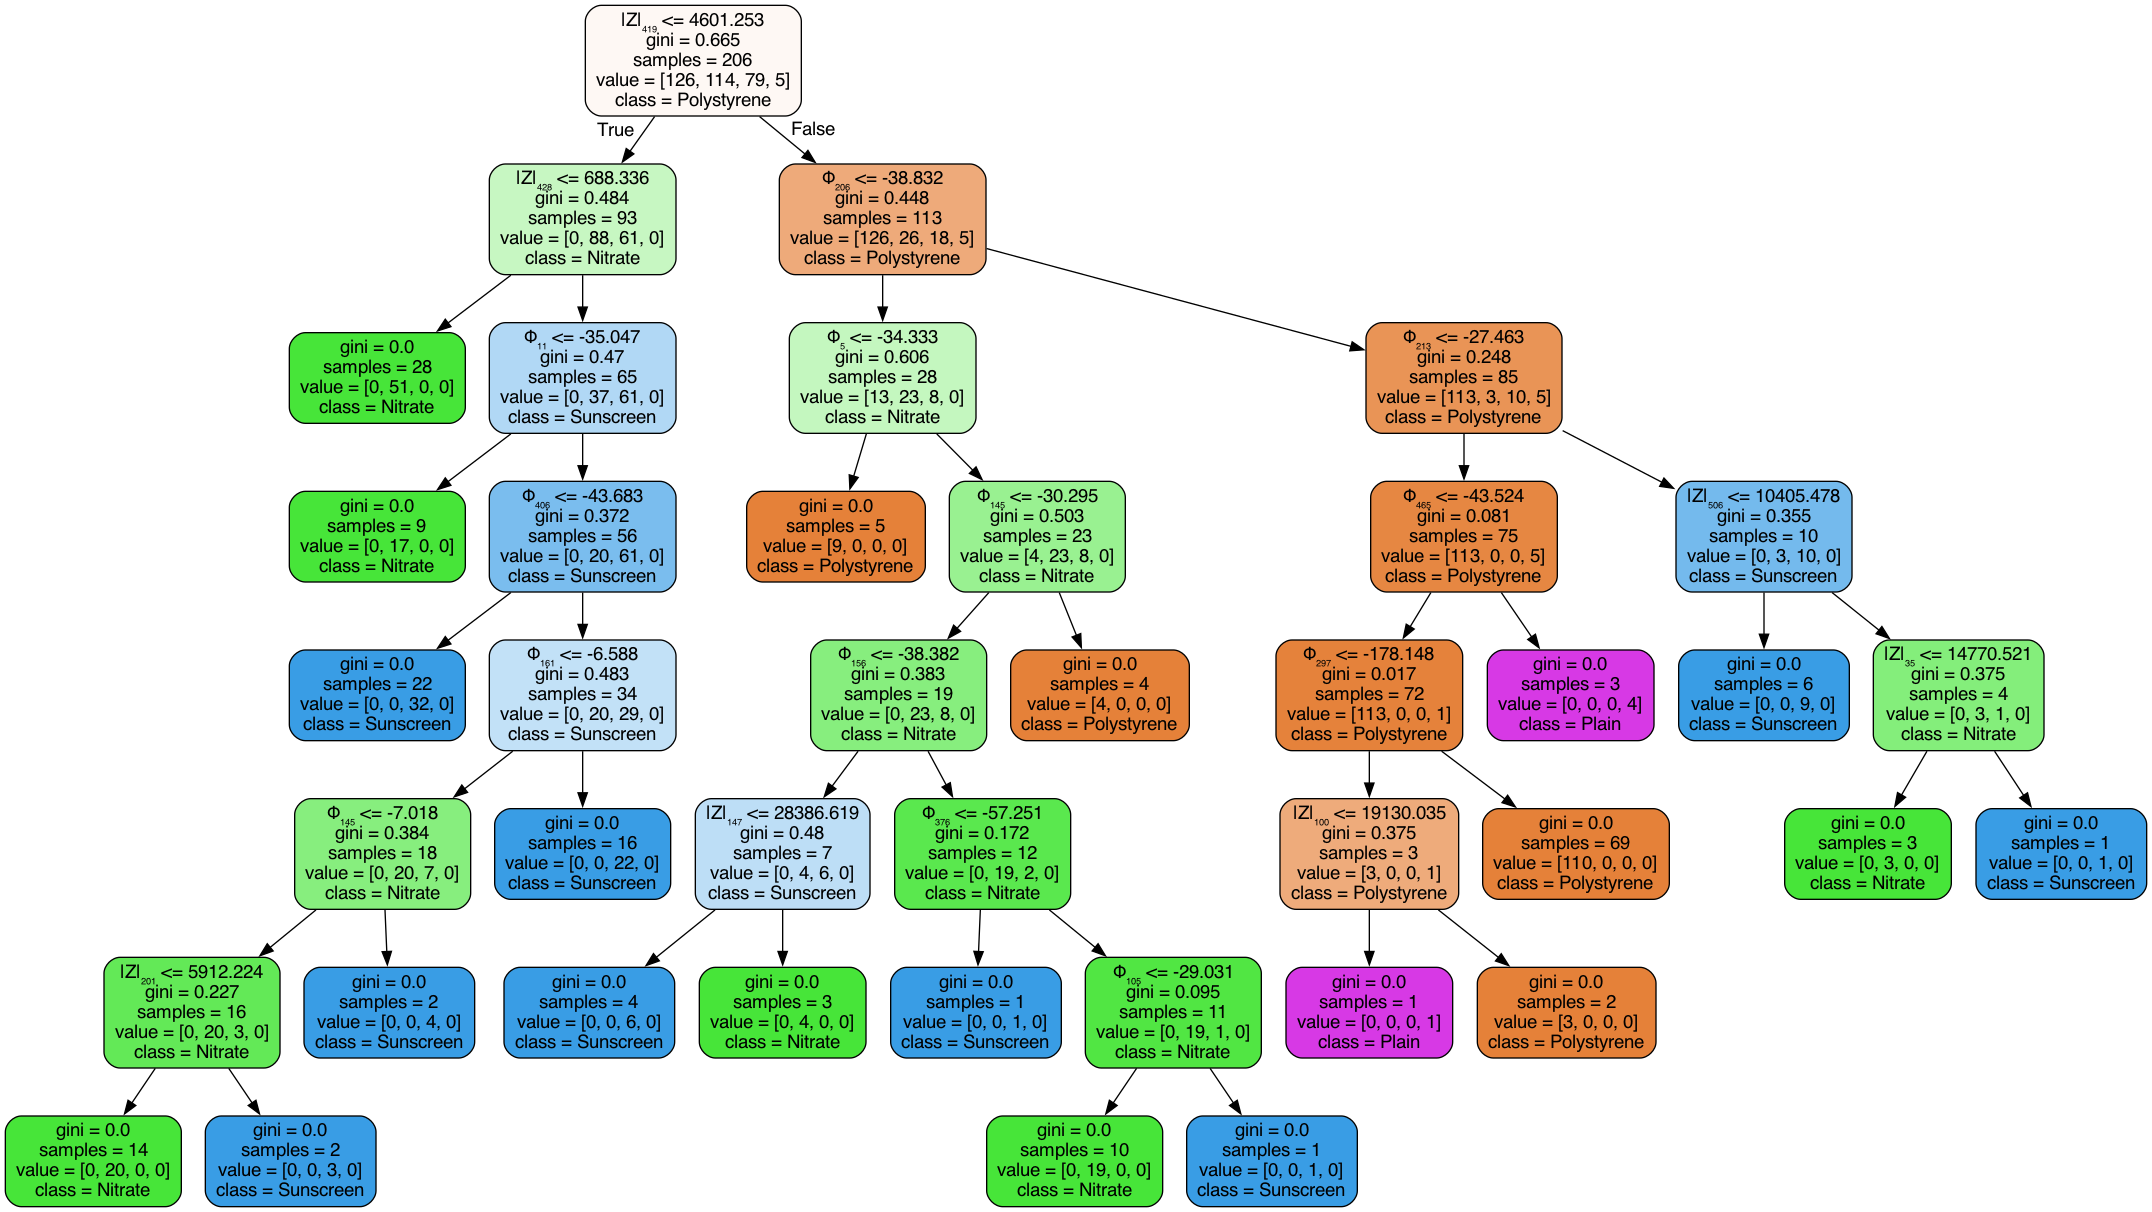 |Z|₄₁₉ <= 4601.253
gini = 0.665
samples = 206
value = [126, 114, 79, 5]
class = Polystyrene
True
False
|Z|₄₂₈ <= 688.336
gini = 0.484
samples = 93
value = [0, 88, 61, 0]
class = Nitrate
Φ₂₀₆ <= -38.832
gini = 0.448
samples = 113
value = [126, 26, 18, 5]
class = Polystyrene
gini = 0.0
samples = 28
value = [0, 51, 0, 0]
class = Nitrate
Φ₁₁ <= -35.047
gini = 0.47
samples = 65
value = [0, 37, 61, 0]
class = Sunscreen
Φ₅ <= -34.333
gini = 0.606
samples = 28
value = [13, 23, 8, 0]
class = Nitrate
Φ₂₁₃ <= -27.463
gini = 0.248
samples = 85
value = [113, 3, 10, 5]
class = Polystyrene
gini = 0.0
samples = 9
value = [0, 17, 0, 0]
class = Nitrate
Φ₄₀₆ <= -43.683
gini = 0.372
samples = 56
value = [0, 20, 61, 0]
class = Sunscreen
gini = 0.0
samples = 5
value = [9, 0, 0, 0]
class = Polystyrene
Φ₁₄₅ <= -30.295
gini = 0.503
samples = 23
value = [4, 23, 8, 0]
class = Nitrate
Φ₄₆₅ <= -43.524
gini = 0.081
samples = 75
value = [113, 0, 0, 5]
class = Polystyrene
|Z|₅₀₆ <= 10405.478
gini = 0.355
samples = 10
value = [0, 3, 10, 0]
class = Sunscreen
gini = 0.0
samples = 22
value = [0, 0, 32, 0]
class = Sunscreen
Φ₁₆₁ <= -6.588
gini = 0.483
samples = 34
value = [0, 20, 29, 0]
class = Sunscreen
Φ₁₅₆ <= -38.382
gini = 0.383
samples = 19
value = [0, 23, 8, 0]
class = Nitrate
gini = 0.0
samples = 4
value = [4, 0, 0, 0]
class = Polystyrene
Φ₂₉₇ <= -178.148
gini = 0.017
samples = 72
value = [113, 0, 0, 1]
class = Polystyrene
gini = 0.0
samples = 3
value = [0, 0, 0, 4]
class = Plain
gini = 0.0
samples = 6
value = [0, 0, 9, 0]
class = Sunscreen
|Z|₃₅ <= 14770.521
gini = 0.375
samples = 4
value = [0, 3, 1, 0]
class = Nitrate
Φ₁₄₅ <= -7.018
gini = 0.384
samples = 18
value = [0, 20, 7, 0]
class = Nitrate
gini = 0.0
samples = 16
value = [0, 0, 22, 0]
class = Sunscreen
|Z|₁₄₇ <= 28386.619
gini = 0.48
samples = 7
value = [0, 4, 6, 0]
class = Sunscreen
Φ₃₇₆ <= -57.251
gini = 0.172
samples = 12
value = [0, 19, 2, 0]
class = Nitrate
|Z|₁₀₀ <= 19130.035
gini = 0.375
samples = 3
value = [3, 0, 0, 1]
class = Polystyrene
gini = 0.0
samples = 69
value = [110, 0, 0, 0]
class = Polystyrene
gini = 0.0
samples = 3
value = [0, 3, 0, 0]
class = Nitrate
gini = 0.0
samples = 1
value = [0, 0, 1, 0]
class = Sunscreen
|Z|₂₀₁ <= 5912.224
gini = 0.227
samples = 16
value = [0, 20, 3, 0]
class = Nitrate
gini = 0.0
samples = 2
value = [0, 0, 4, 0]
class = Sunscreen
gini = 0.0
samples = 4
value = [0, 0, 6, 0]
class = Sunscreen
gini = 0.0
samples = 3
value = [0, 4, 0, 0]
class = Nitrate
gini = 0.0
samples = 1
value = [0, 0, 1, 0]
class = Sunscreen
Φ₁₀₅ <= -29.031
gini = 0.095
samples = 11
value = [0, 19, 1, 0]
class = Nitrate
gini = 0.0
samples = 1
value = [0, 0, 0, 1]
class = Plain
gini = 0.0
samples = 2
value = [3, 0, 0, 0]
class = Polystyrene
gini = 0.0
samples = 14
value = [0, 20, 0, 0]
class = Nitrate
gini = 0.0
samples = 2
value = [0, 0, 3, 0]
class = Sunscreen
gini = 0.0
samples = 10
value = [0, 19, 0, 0]
class = Nitrate
gini = 0.0
samples = 1
value = [0, 0, 1, 0]
class = Sunscreen